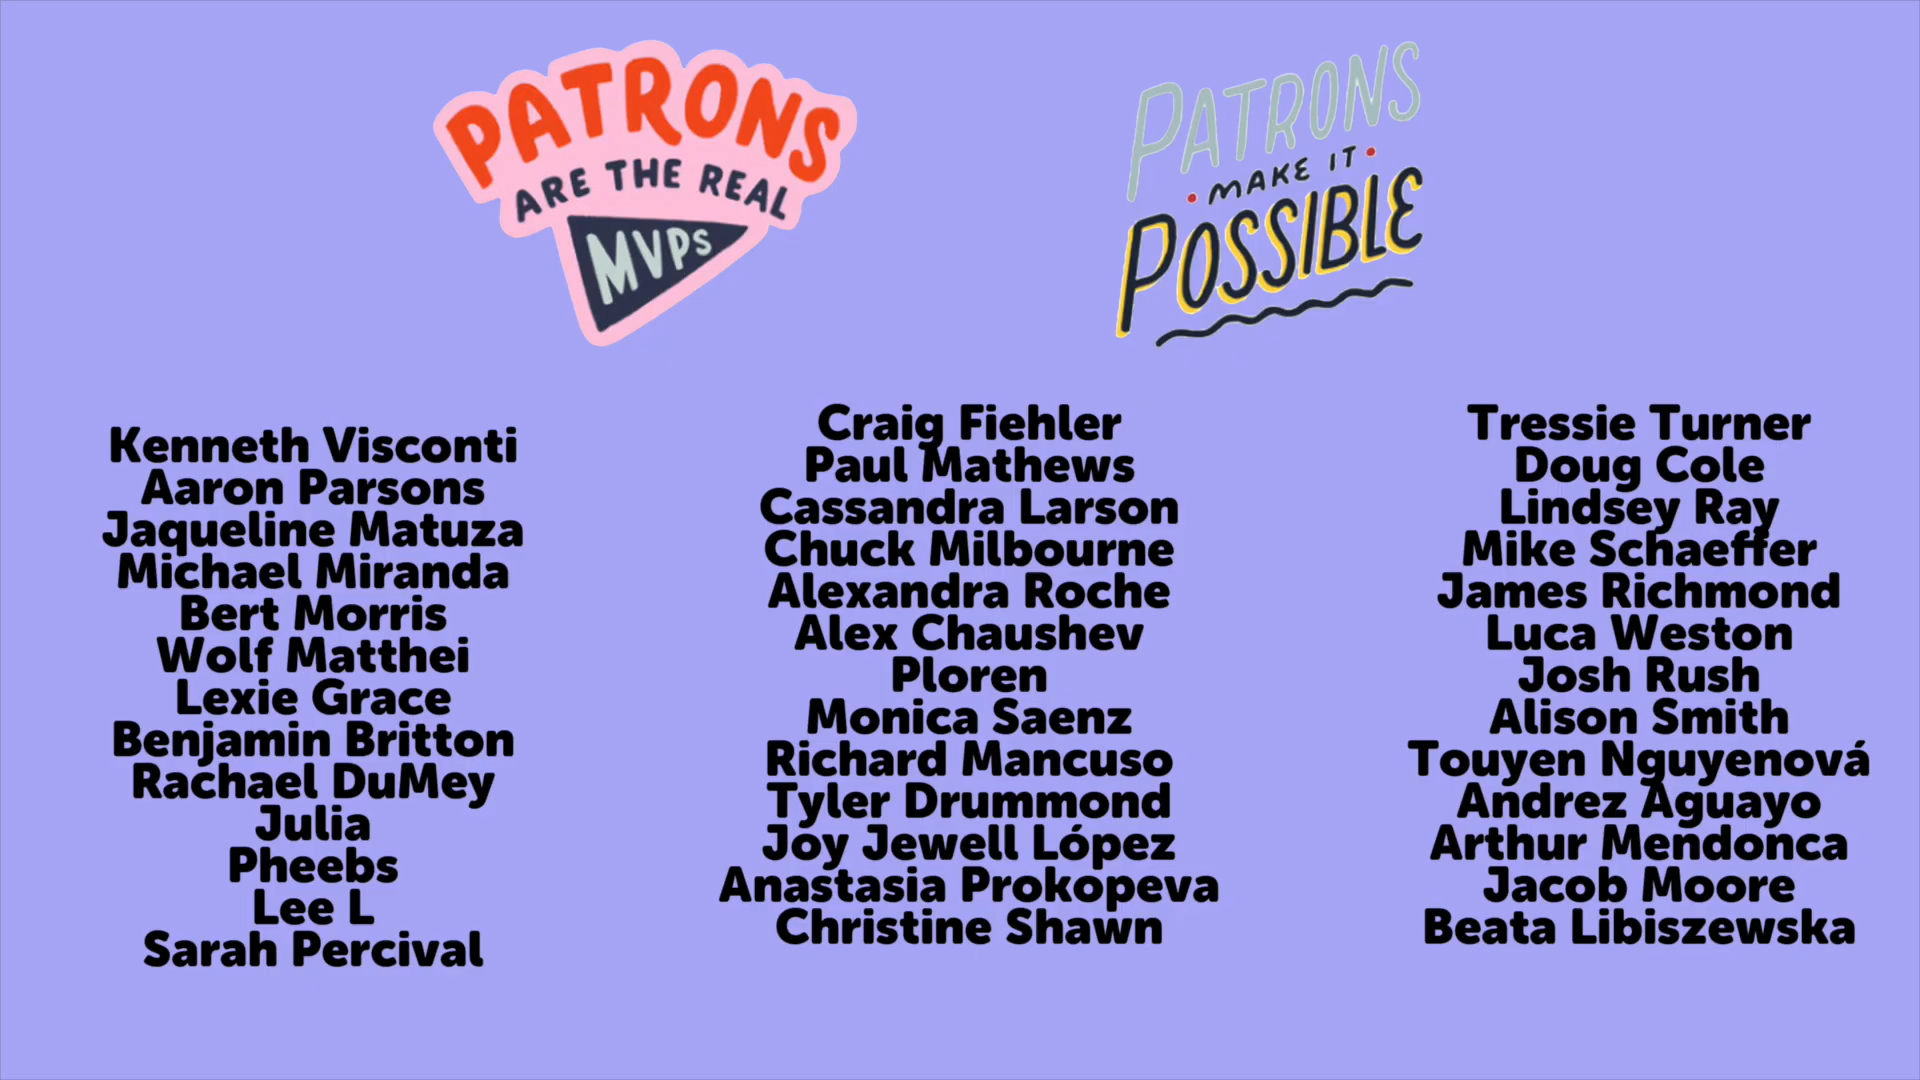 PATRONS
ARE THE REAL
MVPs
PATRONS
MAKE IT
POSSIBLE
Kenneth Visconti
Aaron Parsons
Jaqueline Matuza
Michael Miranda
Bert Morris
Wolf Matthei
Lexie Grace
Benjamin Britton
Rachael DuMey
Julia
Pheebs
Lee L
Sarah Percival
Craig Fiehler
Paul Mathews
Cassandra Larson
Chuck Milbourne
Alexandra Roche
Alex Chaushev
Ploren
Monica Saenz
Richard Mancuso
Tyler Drummond
Joy Jewell López
Anastasia Prokopeva
Christine Shawn
Tressie Turner
Doug Cole
Lindsey Ray
Mike Schaeffer
James Richmond
Luca Weston
Josh Rush
Alison Smith
Touyen Nguyenová
Andrez Aguayo
Arthur Mendonca
Jacob Moore
Beata Libiszewska